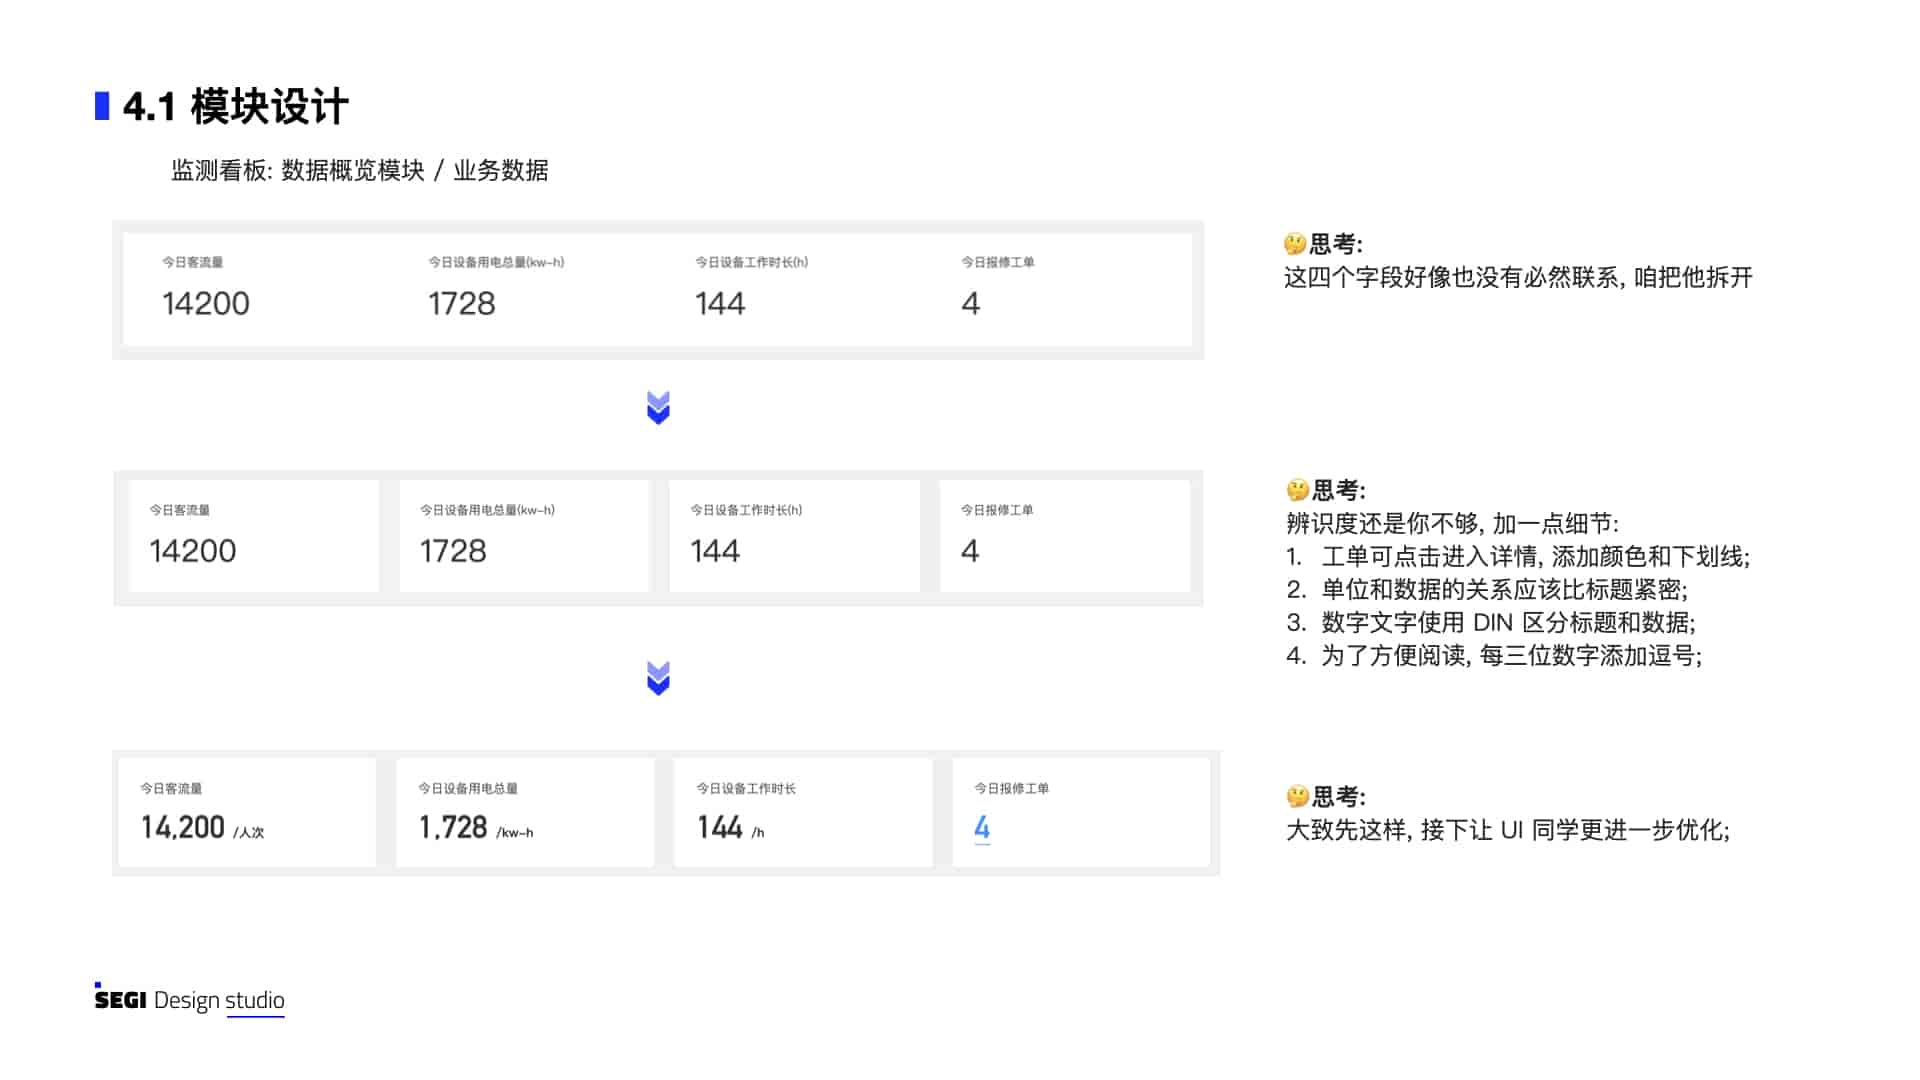 4.1 模块设计
监测看板: 数据概览模块 / 业务数据
今日客流量 今日设备用电总量(kw-h) 今日设备工作时长(h) 今日报修工单
14200 1728 144 4
🤔思考:
这四个字段好像也没有必然联系, 咱把他拆开
今日客流量 今日设备用电总量(kw-h) 今日设备工作时长(h) 今日报修工单
14200 1728 144 4
🤔思考:
辨识度还是你不够, 加一点细节:
1. 工单可点击进入详情, 添加颜色和下划线;
2. 单位和数据的关系应该比标题紧密;
3. 数字文字使用 DIN 区分标题和数据;
4. 为了方便阅读, 每三位数字添加逗号;
今日客流量 今日设备用电总量 今日设备工作时长 今日报修工单
14,200 /人次 1,728 /kw-h 144 /h 4
🤔思考:
大致先这样, 接下让 UI 同学更进一步优化;
SEGI Design studio